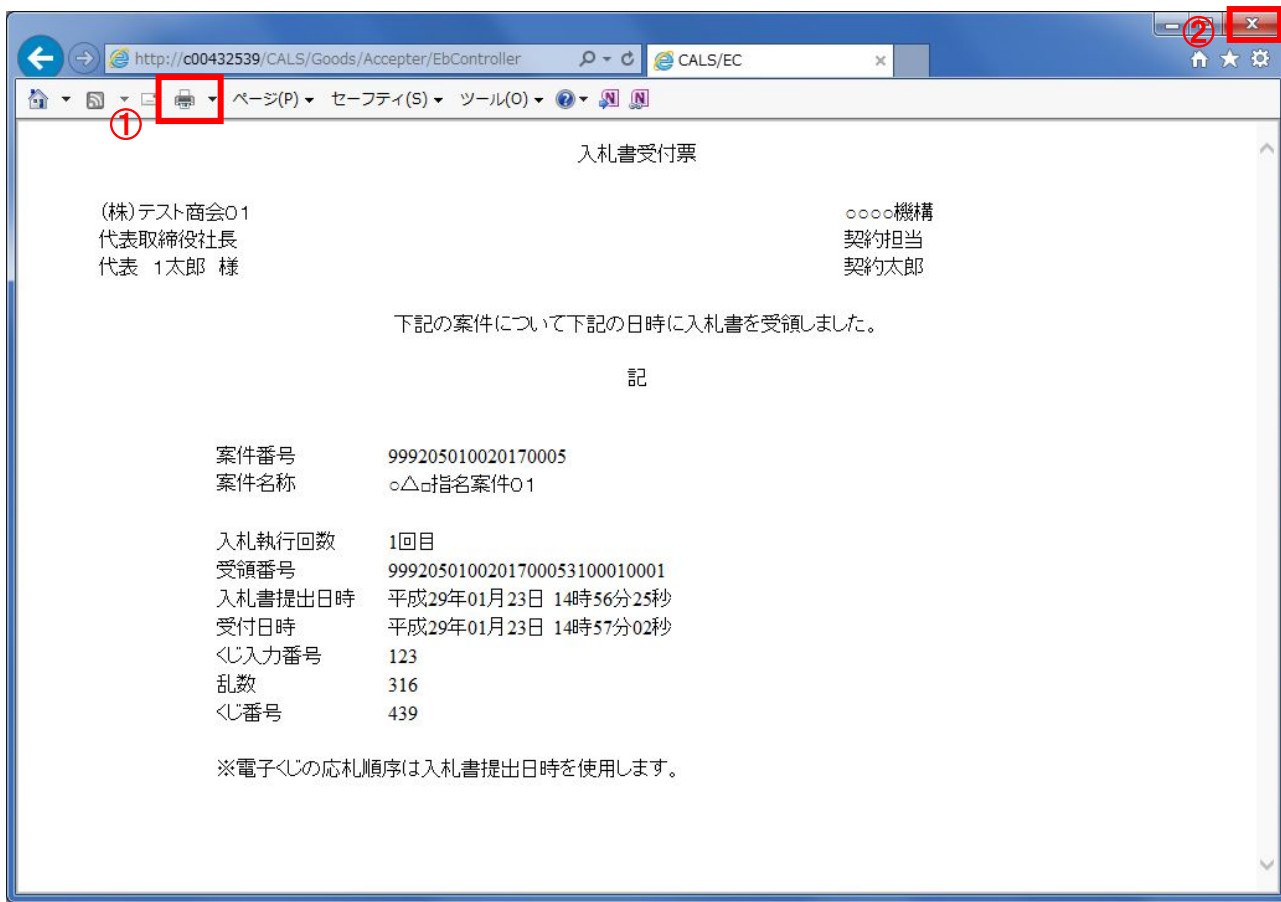 ②
http://c00432539/CALS/Goods/Accepter/EbController
CALS/EC
ページ(P) セーフティ(S) ツール(O)
①
入札書受付票
(株)テスト商会01
代表取締役社長
代表 1太郎 様
○○○○機構
契約担当
契約太郎
下記の案件について下記の日時に入札書を受領しました。
記
案件番号 999205010020170005
案件名称 ○△□指名案件01
入札執行回数 1回目
受領番号 9992050100201700053100010001
入札書提出日時 平成29年01月23日 14時56分25秒
受付日時 平成29年01月23日 14時57分02秒
くじ入力番号 123
乱数 316
くじ番号 439
※電子くじの応札順序は入札書提出日時を使用します。